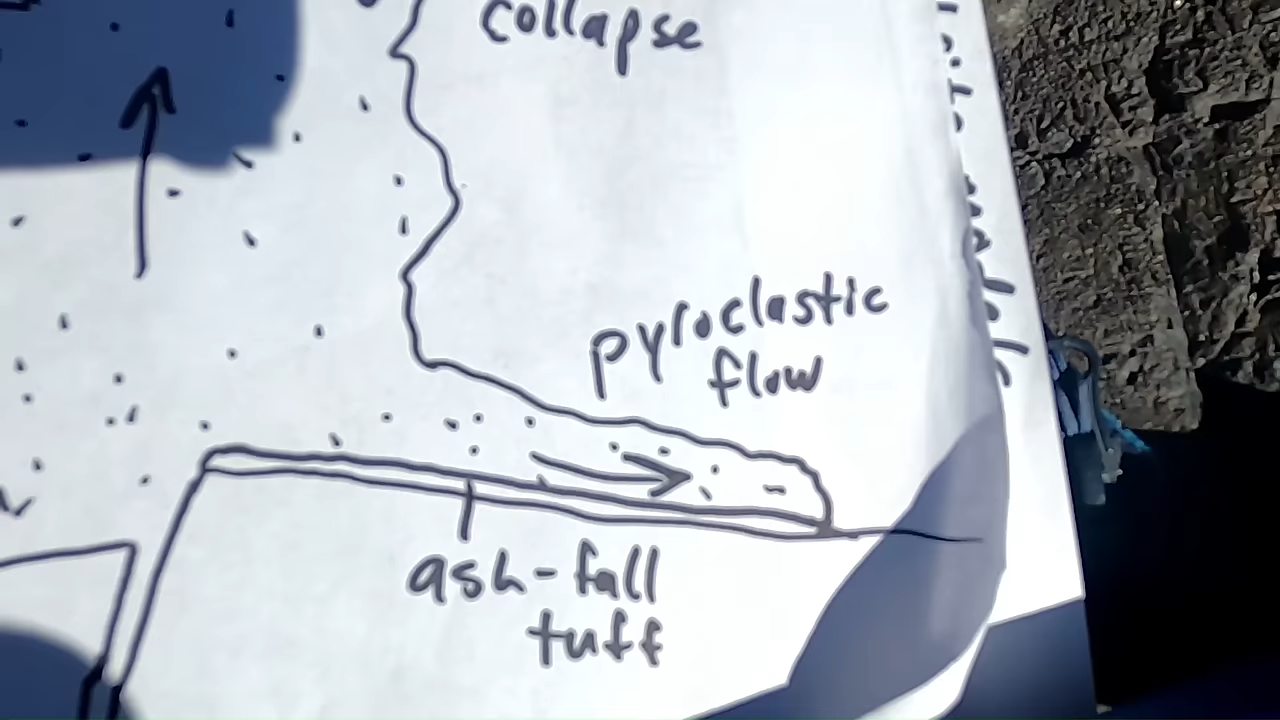 collapse
pyroclastic
flow
ash-fall
tuff